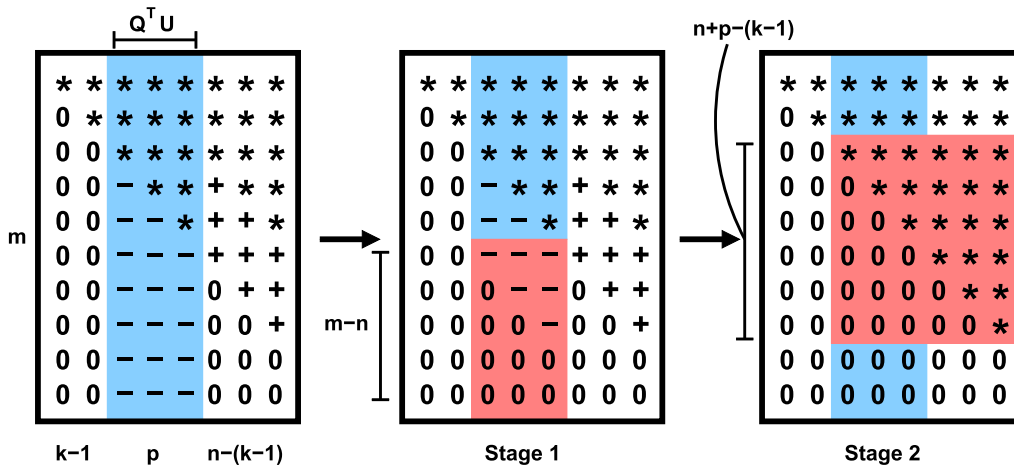 Q^T U
* * * * * * * *
0 * * * * * * *
0 0 * * * * * *
0 0 − * * + * *
0 0 − − * + + *
m
0 0 − − − + + +
0 0 − − − 0 + +
0 0 − − − 0 0 +
0 0 − − − 0 0 0
0 0 − − − 0 0 0
k−1 p n−(k−1)
* * * * * * * *
0 * * * * * * *
0 0 * * * * * *
0 0 − * * + * *
0 0 − − * + + *
0 0 − − − + + +
0 0 0 − − 0 + +
m−n
0 0 0 0 − 0 0 +
0 0 0 0 0 0 0 0
0 0 0 0 0 0 0 0
Stage 1
n+p−(k−1)
* * * * * * * *
0 * * * * * * *
0 0 * * * * * *
0 0 0 * * * * *
0 0 0 0 * * * *
0 0 0 0 0 * * *
0 0 0 0 0 0 * *
0 0 0 0 0 0 0 *
0 0 0 0 0 0 0 0
0 0 0 0 0 0 0 0
Stage 2